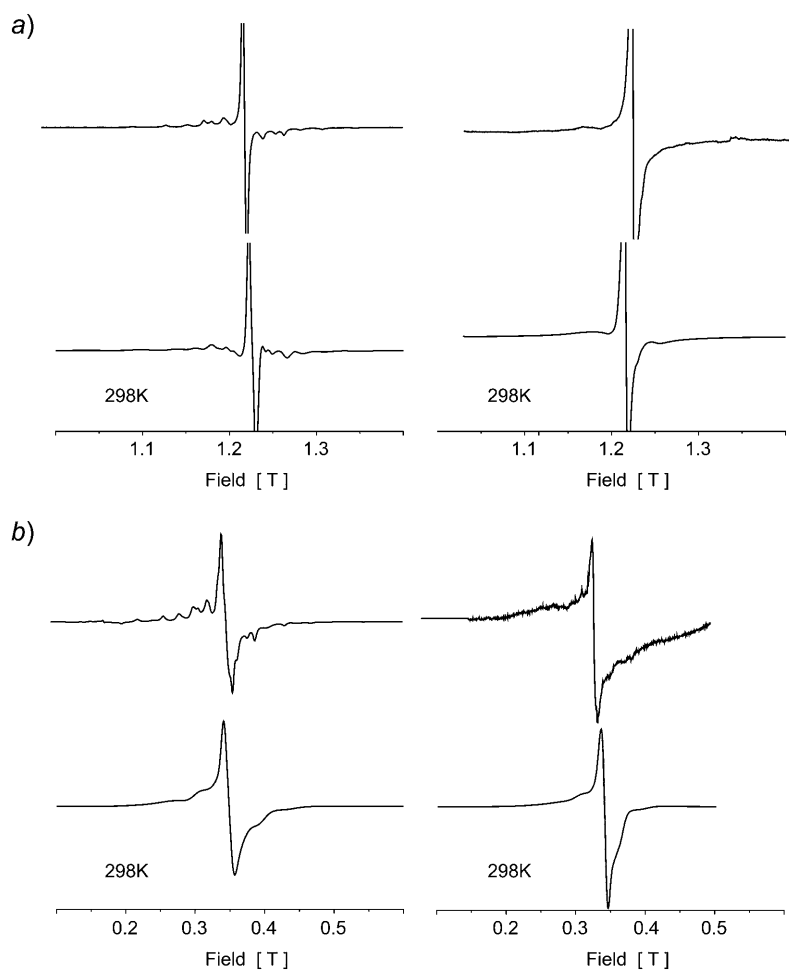 a)
298K
298K
1.1 1.2 1.3
1.1 1.2 1.3
Field [ T ]
Field [ T ]
b)
298K
298K
0.2 0.3 0.4 0.5
0.2 0.3 0.4 0.5
Field [ T ]
Field [ T ]